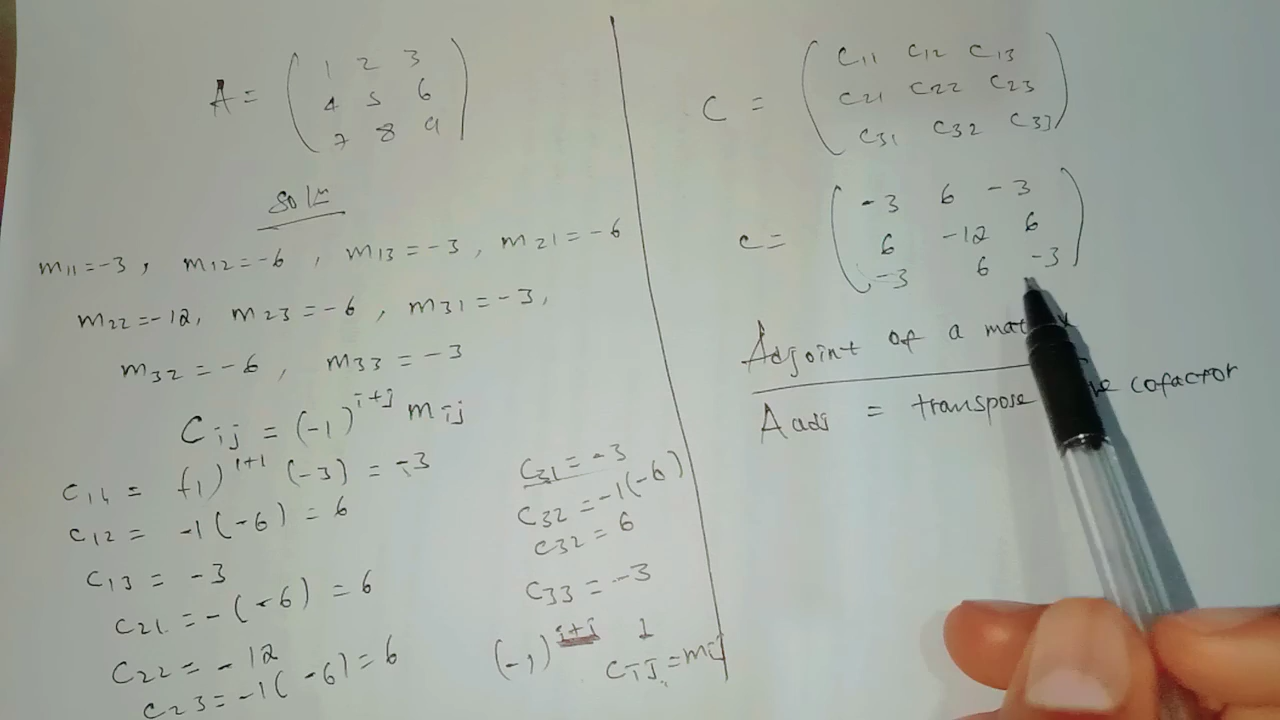 A = ( 1 2 3
4 5 6
7 8 9 )
Soln
m11 = -3 , m12 = -6 , m13 = -3 , m21 = -6
m22 = -12, m23 = -6 , m31 = -3,
m32 = -6 , m33 = -3
Cij = (-1)^i+j mij
C11 = (-1)^1+1 (-3) = -3
C12 = -1(-6) = 6
C13 = -3
C21 = -(-6) = 6
C22 = -12
C23 = -1(-6) = 6
C31 = -3
C32 = -1(-6)
C32 = 6
C33 = -3
(-1)^i+j 1
Cij = mij
C = ( C11 C12 C13
C21 C22 C23
C31 C32 C33 )
C = ( -3 6 -3
6 -12 6
-3 6 -3 )
Adjoint of a
A adj = transpose cofactor